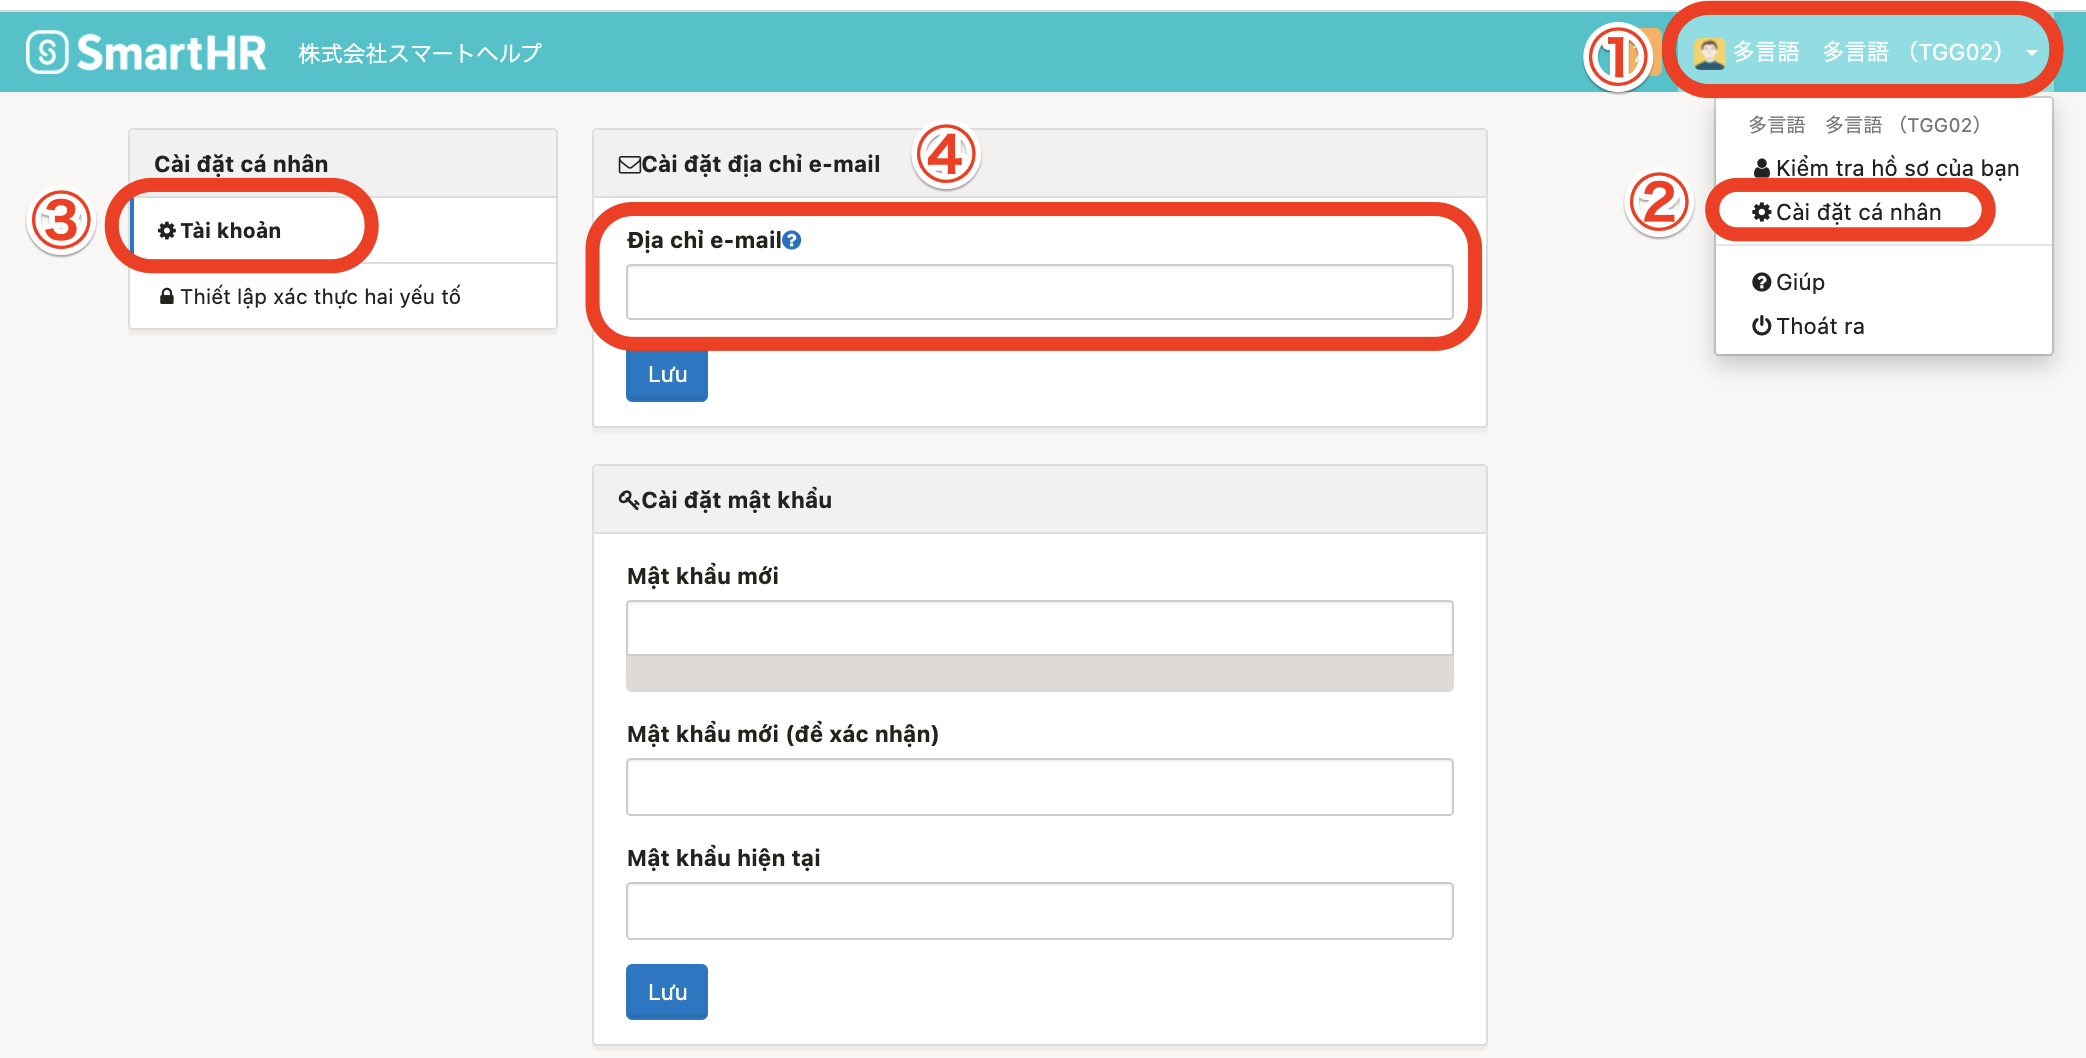 SmartHR 株式会社スマートヘルプ
① 多言語 多言語 (TGG02)
多言語 多言語 (TGG02)
Kiểm tra hồ sơ của bạn
② Cài đặt cá nhân
Giúp
Thoát ra
Cài đặt cá nhân
③ Tài khoản
Thiết lập xác thực hai yếu tố
Cài đặt địa chỉ e-mail ④
Địa chỉ e-mail
Lưu
Cài đặt mật khẩu
Mật khẩu mới
Mật khẩu mới (để xác nhận)
Mật khẩu hiện tại
Lưu